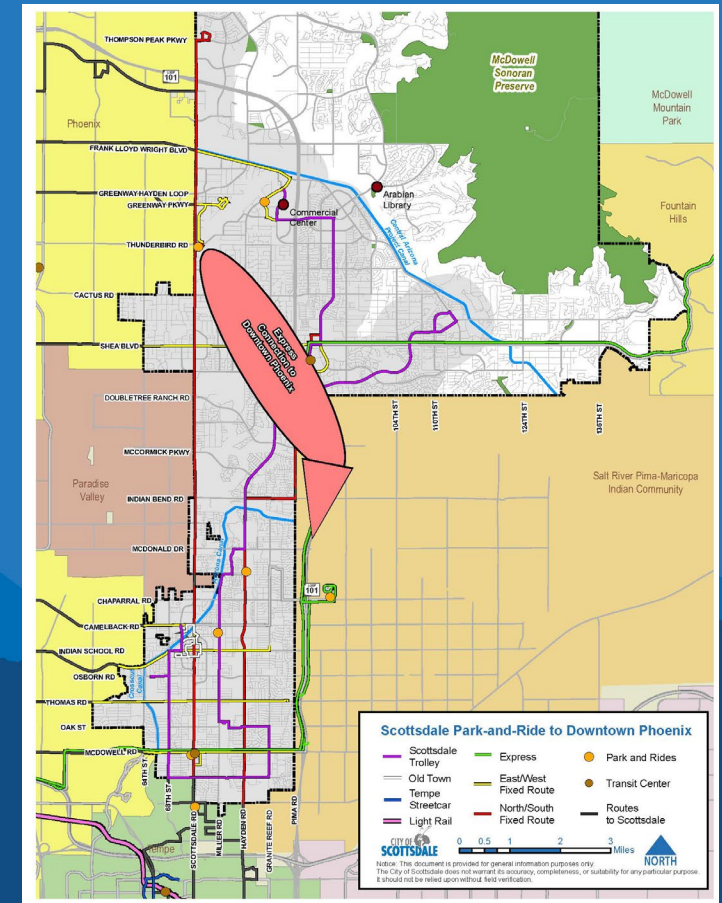 THOMPSON PEAK PKWY
LOOP
101
McDowell
Sonoran
Preserve
McDowell
Mountain
Park
Phoenix
FRANK LLOYD WRIGHT BLVD
GREENWAY-HAYDEN LOOP
GREENWAY PKWY
Arabian
Library
Commercial
Center
Fountain
Hills
THUNDERBIRD RD
Central Arizona
Project Canal
CACTUS RD
Express
Connection to
Downtown Phoenix
SHEA BLVD
DOUBLETREE RANCH RD
104TH ST
110TH ST
124TH ST
136TH ST
MCCORMICK PKWY
Paradise
Valley
Salt River Pima-Maricopa
Indian Community
INDIAN BEND RD
MCDONALD DR
Arizona Canal
LOOP
101
CHAPARRAL RD
CAMELBACK RD
INDIAN SCHOOL RD
OSBORN RD
Crosscut
Canal
THOMAS RD
OAK ST
MCDOWELL RD
64TH ST
68TH ST
SCOTTSDALE RD
MILLER RD
HAYDEN RD
GRANITE REEF RD
PIMA RD
Tempe
Scottsdale Park-and-Ride to Downtown Phoenix
Scottsdale
Trolley
Express
Park and Rides
Old Town
East/West
Fixed Route
Transit Center
Tempe
Streetcar
Light Rail
North/South
Fixed Route
Routes
to Scottsdale
CITY OF
SCOTTSDALE
0 0.5 1 2 3
Miles
NORTH
Notice: This document is provided for general information purposes only.
The City of Scottsdale does not warrant its accuracy, completeness, or suitability for any particular purpose.
It should not be relied upon without field verification.